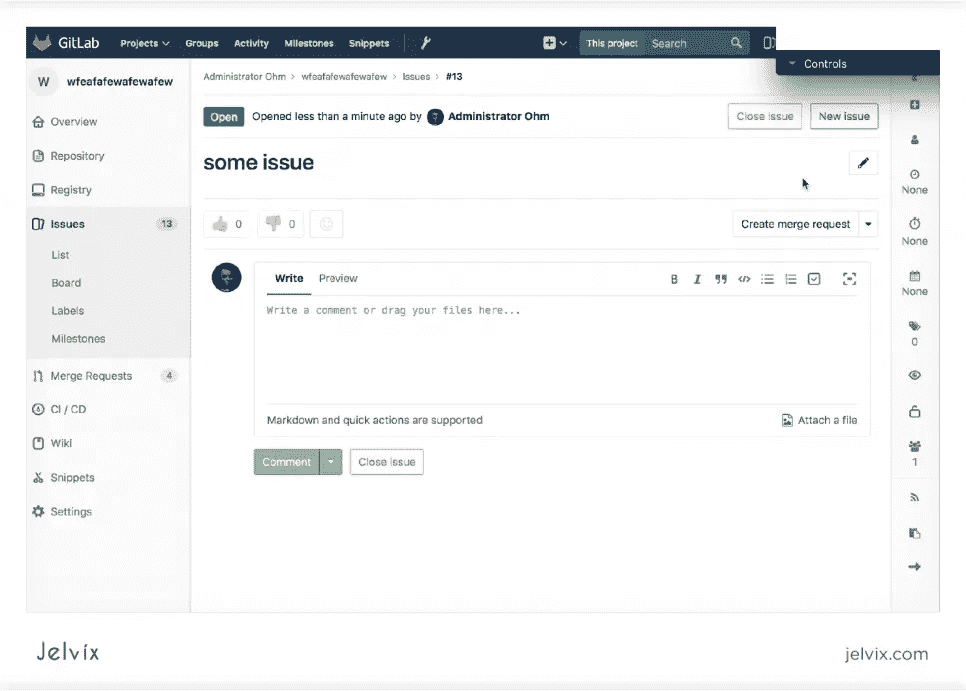 GitLab Projects Groups Activity Milestones Snippets This project Search
Controls
W wfeafafewafewafew
Administrator Ohm > wfeafafewafewafew > Issues > #13
Open Opened less than a minute ago by Administrator Ohm Close issue New issue
Overview
some issue
Repository
Registry
None
Issues 13
0 0 Create merge request
None
List
Write Preview
Board
None
Write a comment or drag your files here...
Labels
Milestones
0
Merge Requests 4
CI / CD
Markdown and quick actions are supported Attach a file
Wiki
Comment Close issue
1
Snippets
Settings
Jelvix jelvix.com